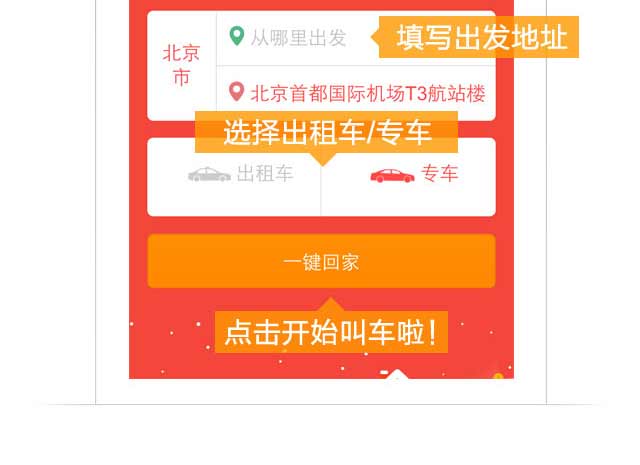 北京
市
从哪里出发
填写出发地址
北京首都国际机场T3航站楼
选择出租车/专车
出租车
专车
一键回家
点击开始叫车啦！